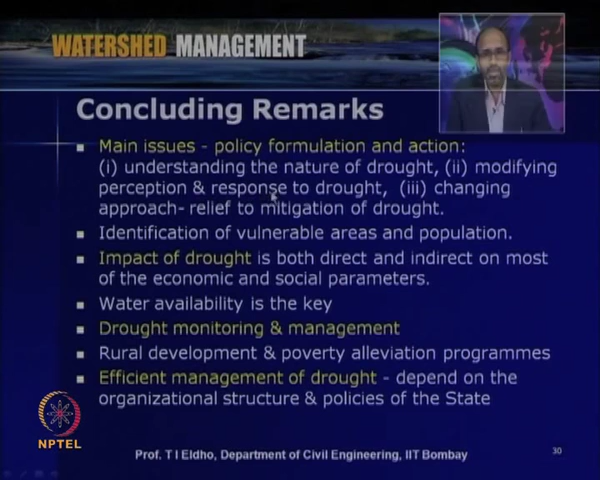 WATERSHED MANAGEMENT
Concluding Remarks
Main issues - policy formulation and action:
(i) understanding the nature of drought, (ii) modifying
perception & response to drought, (iii) changing
approach- relief to mitigation of drought.
Identification of vulnerable areas and population.
Impact of drought is both direct and indirect on most
of the economic and social parameters.
Water availability is the key
Drought monitoring & management
Rural development & poverty alleviation programmes
Efficient management of drought - depend on the
organizational structure & policies of the State
NPTEL
Prof. T I Eldho, Department of Civil Engineering, IIT Bombay
30